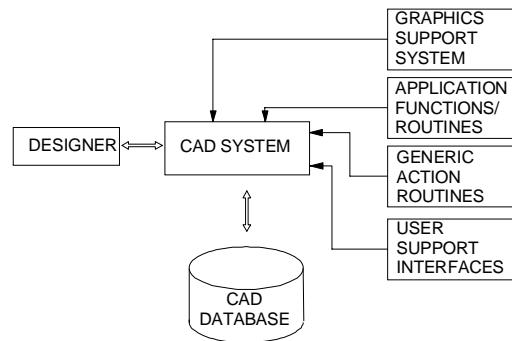 GRAPHICS
SUPPORT
SYSTEM
APPLICATION
FUNCTIONS/
ROUTINES
DESIGNER
CAD SYSTEM
GENERIC
ACTION
ROUTINES
USER
SUPPORT
INTERFACES
CAD
DATABASE